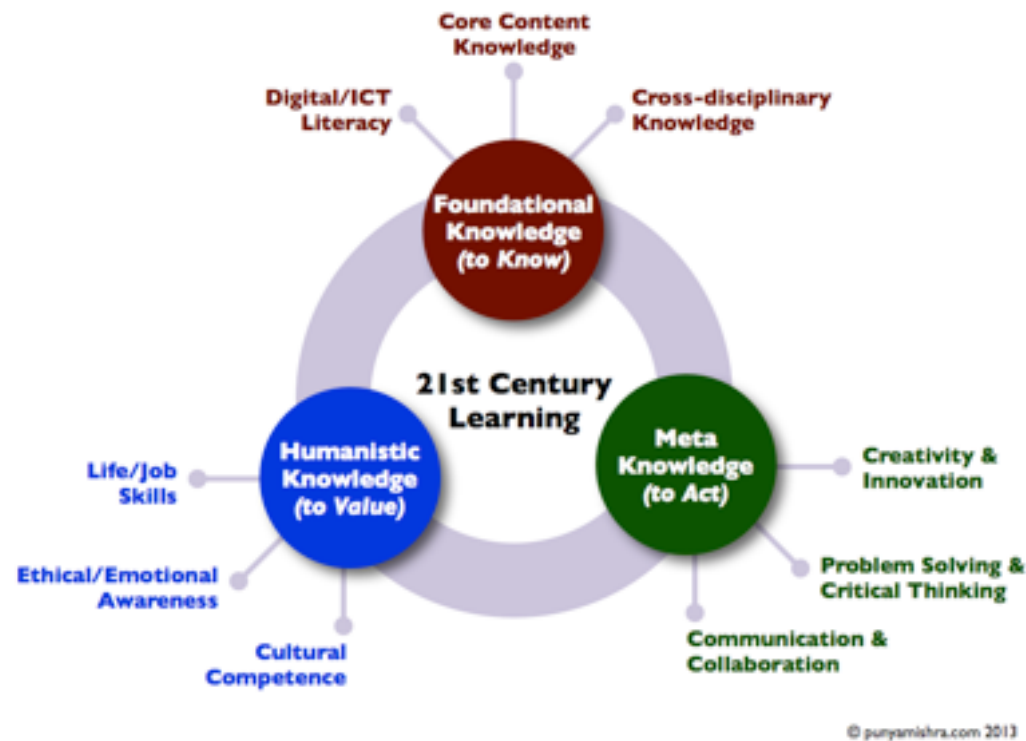 Core Content
Knowledge
Digital/ICT
Literacy
Cross-disciplinary
Knowledge
Foundational
Knowledge
(to Know)
21st Century
Learning
Humanistic
Knowledge
(to Value)
Meta
Knowledge
(to Act)
Life/Job
Skills
Creativity &
Innovation
Ethical/Emotional
Awareness
Problem Solving &
Critical Thinking
Cultural
Competence
Communication &
Collaboration
© punyamishra.com 2013